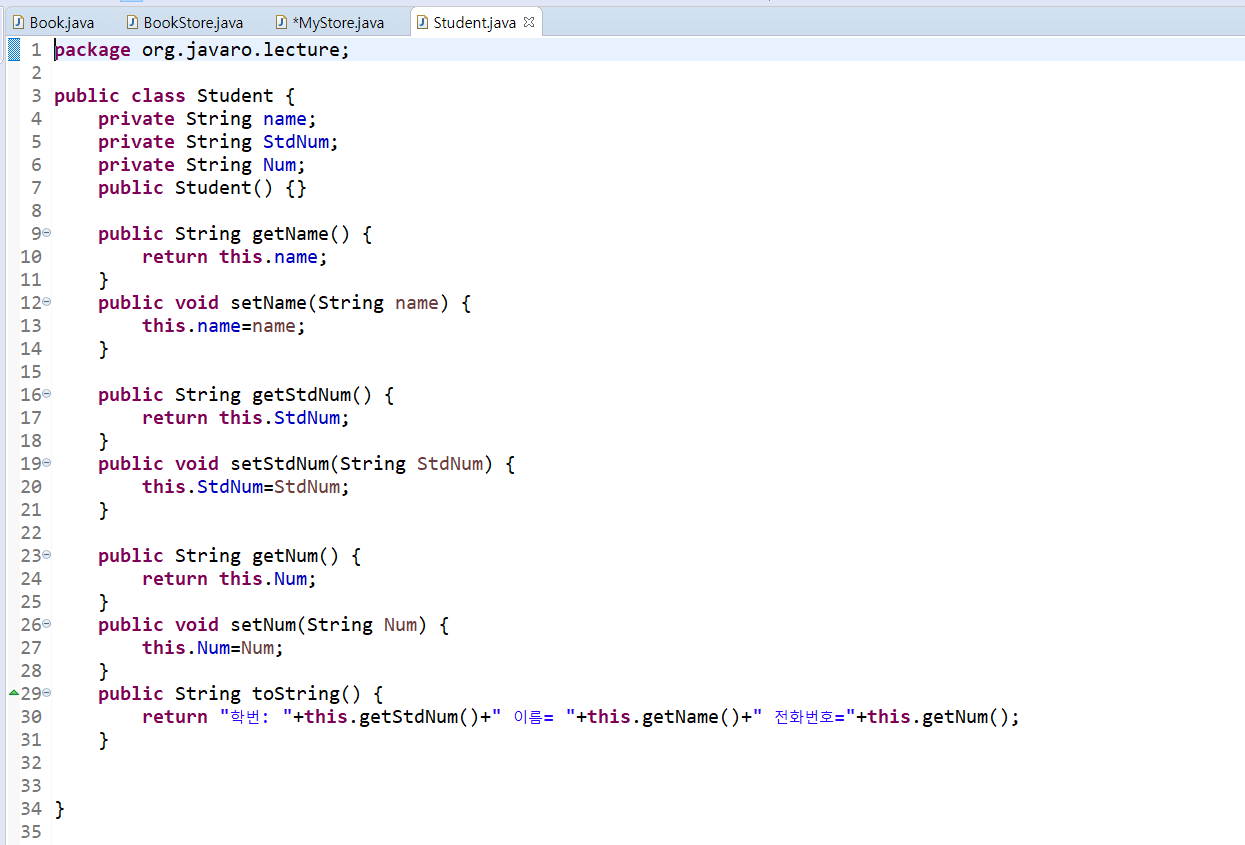 Book.java BookStore.java *MyStore.java Student.java
1 package org.javaro.lecture;
2
3 public class Student {
4 private String name;
5 private String StdNum;
6 private String Num;
7 public Student() {}
8
9 public String getName() {
10 return this.name;
11 }
12 public void setName(String name) {
13 this.name=name;
14 }
15
16 public String getStdNum() {
17 return this.StdNum;
18 }
19 public void setStdNum(String StdNum) {
20 this.StdNum=StdNum;
21 }
22
23 public String getNum() {
24 return this.Num;
25 }
26 public void setNum(String Num) {
27 this.Num=Num;
28 }
29 public String toString() {
30 return "학번: "+this.getStdNum()+" 이름= "+this.getName()+" 전화번호="+this.getNum();
31 }
32
33
34 }
35